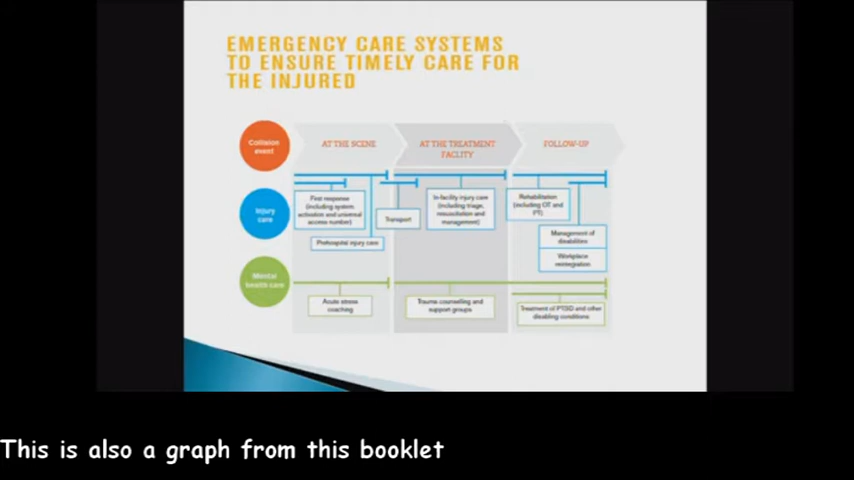 EMERGENCY CARE SYSTEMS
TO ENSURE TIMELY CARE FOR
THE INJURED
Collision
event
AT THE SCENE
AT THE TREATMENT
FACILITY
FOLLOW-UP
Injury
care
First response
(including system
activation and universal
access number)
Prehospital injury care
Transport
In-facility injury care
(including triage,
resuscitation and
management)
Rehabilitation
(including OT and
PT)
Management of
disabilities
Workplace
reintegration
Mental
health care
Acute stress
coaching
Trauma counselling and
support groups
Treatment of PTSD and other
disabling conditions
This is also a graph from this booklet